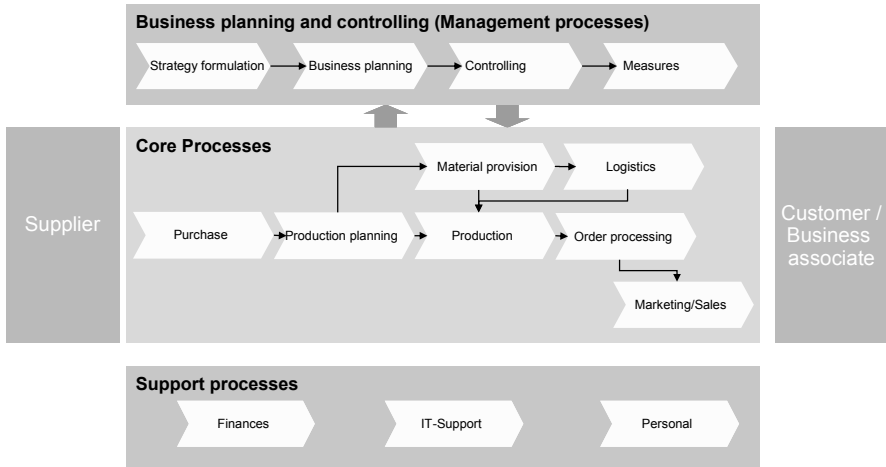 Business planning and controlling (Management processes)
Strategy formulation
Business planning
Controlling
Measures
Supplier
Core Processes
Material provision
Logistics
Purchase
Production planning
Production
Order processing
Marketing/Sales
Customer /
Business
associate
Support processes
Finances
IT-Support
Personal